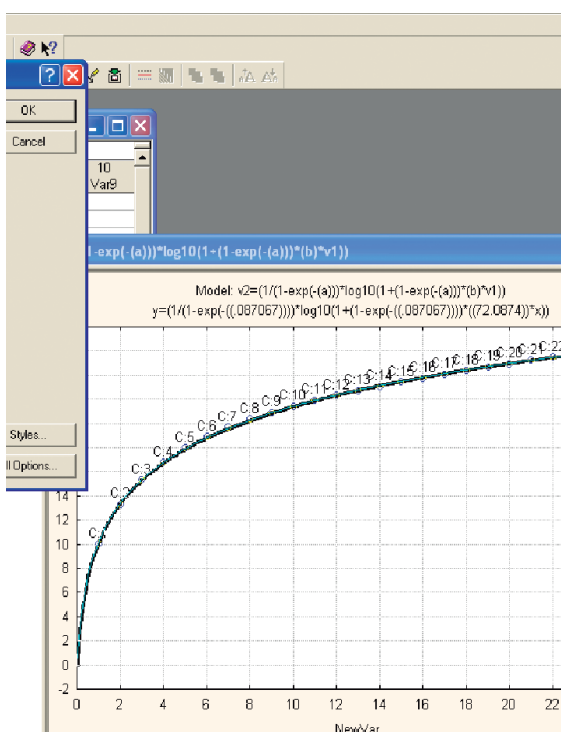 OK
Cancel
10
Var9
1-exp(-(a)))*log10(1+(1-exp(-(a)))*(b)*v1))
Model: v2=(1/(1-exp(-(a)))*log10(1+(1-exp(-(a)))*(b)*v1))
y=(1/(1-exp(-((.087067))))*log10(1+(1-exp(-((.087067))))*((72.0874))*x))
C:3 C:4 C:5 C:6 C:7 C:8 C:9 C:10 C:11 C:12 C:13 C:14 C:15 C:16 C:17 C:18 C:19 C:20 C:21 C:22
Styles...
ll Options...
14
12
10
8
6
4
2
0
-2
0 2 4 6 8 10 12 14 16 18 20 22
NewVar